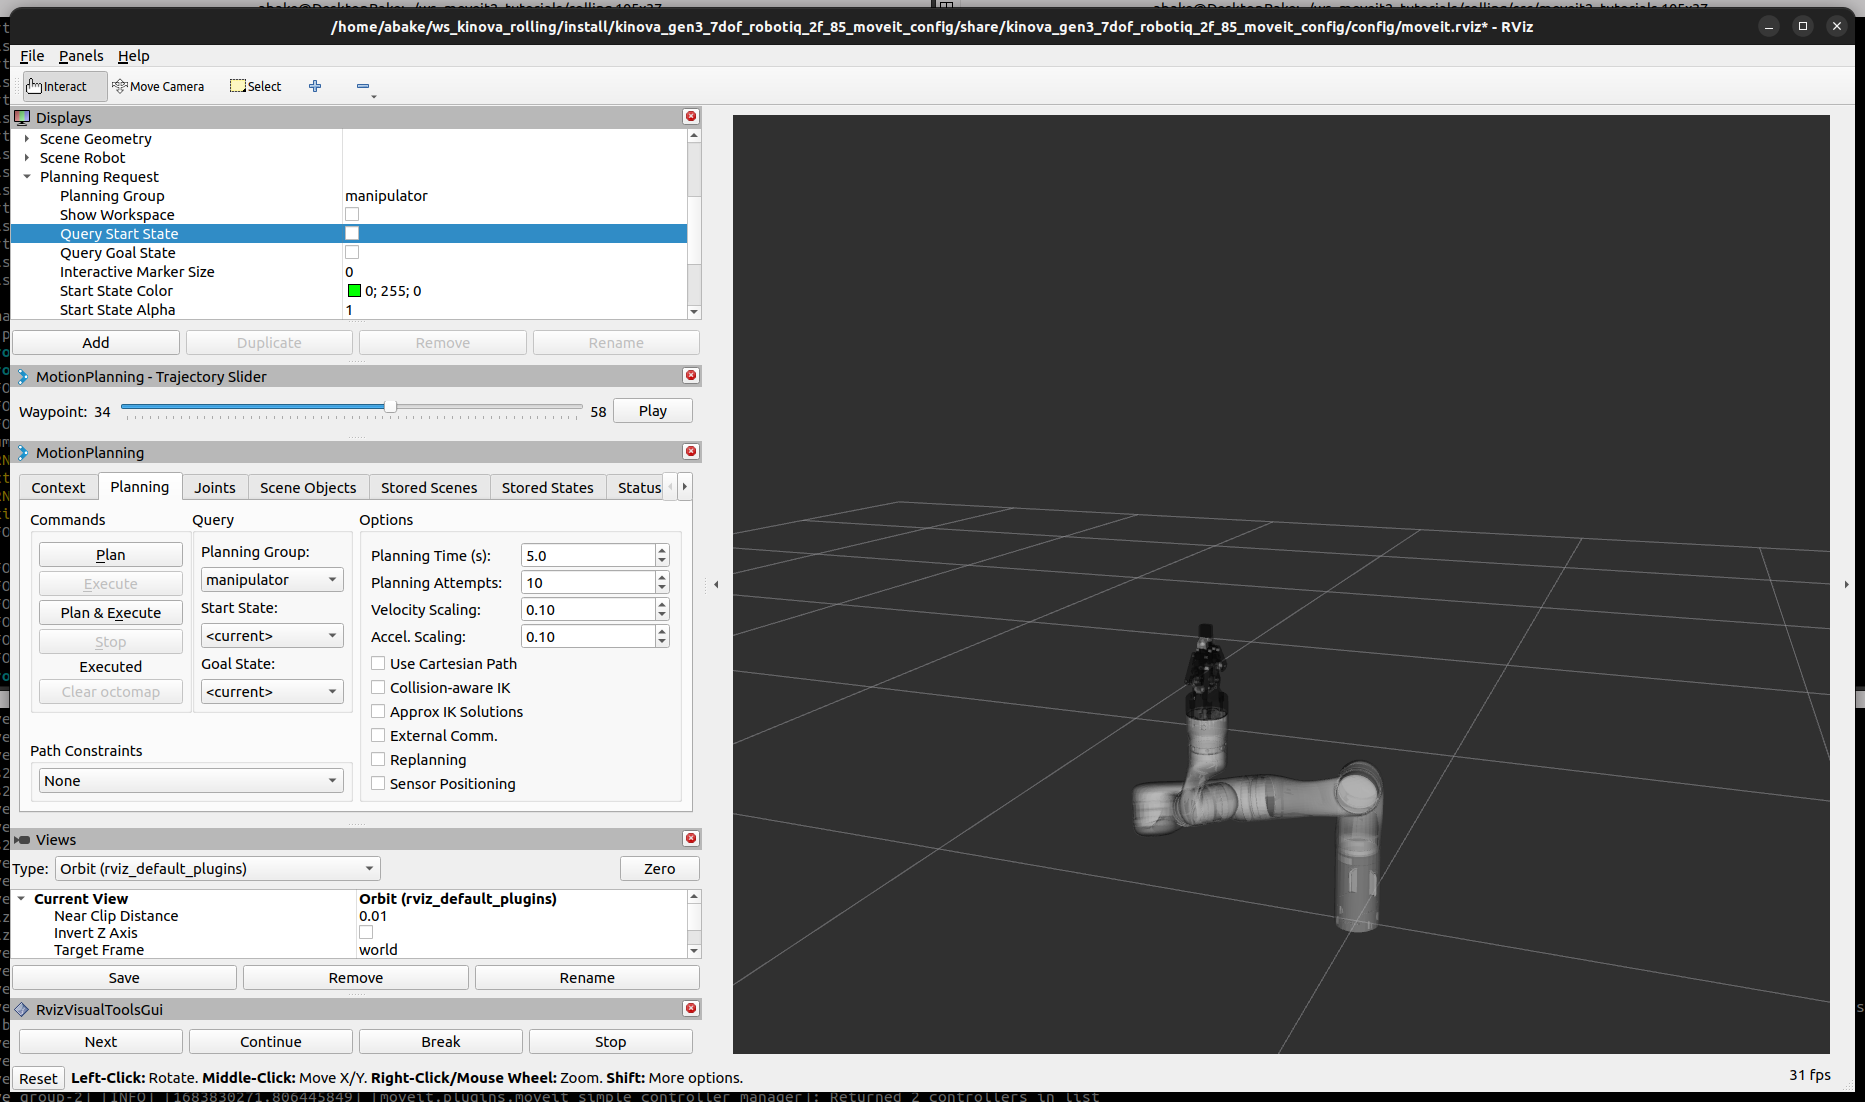 /home/abake/ws_kinova_rolling/install/kinova_gen3_7dof_robotiq_2f_85_moveit_config/share/kinova_gen3_7dof_robotiq_2f_85_moveit_config/config/moveit.rviz* - RViz
File Panels Help
Interact Move Camera Select
Displays
Scene Geometry
Scene Robot
Planning Request
Planning Group manipulator
Show Workspace
Query Start State
Query Goal State
Interactive Marker Size 0
Start State Color 0; 255; 0
Start State Alpha 1
Add Duplicate Remove Rename
MotionPlanning - Trajectory Slider
Waypoint: 34 58 Play
MotionPlanning
Context Planning Joints Scene Objects Stored Scenes Stored States Status
Commands Query Options
Plan
Execute
Plan & Execute
Stop
Executed
Clear octomap
Planning Group:
manipulator
Start State:
<current>
Goal State:
<current>
Planning Time (s): 5.0
Planning Attempts: 10
Velocity Scaling: 0.10
Accel. Scaling: 0.10
Use Cartesian Path
Collision-aware IK
Approx IK Solutions
External Comm.
Replanning
Sensor Positioning
Path Constraints
None
Views
Type: Orbit (rviz_default_plugins) Zero
Current View Orbit (rviz_default_plugins)
Near Clip Distance 0.01
Invert Z Axis
Target Frame world
Save Remove Rename
RvizVisualToolsGui
Next Continue Break Stop
Reset Left-Click: Rotate. Middle-Click: Move X/Y. Right-Click/Mouse Wheel: Zoom. Shift: More options. 31 fps
group-2] [INFO] [1683830271.806445849] [moveit.plugins.moveit_simple_controller_manager]: Returned 2 controllers in list